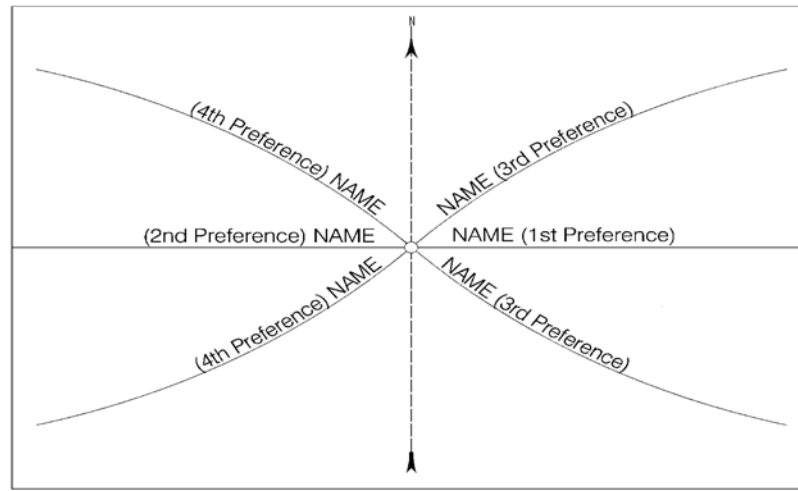 N
(4th Preference) NAME
NAME (3rd Preference)
(2nd Preference) NAME
NAME (1st Preference)
(4th Preference) NAME
NAME (3rd Preference)